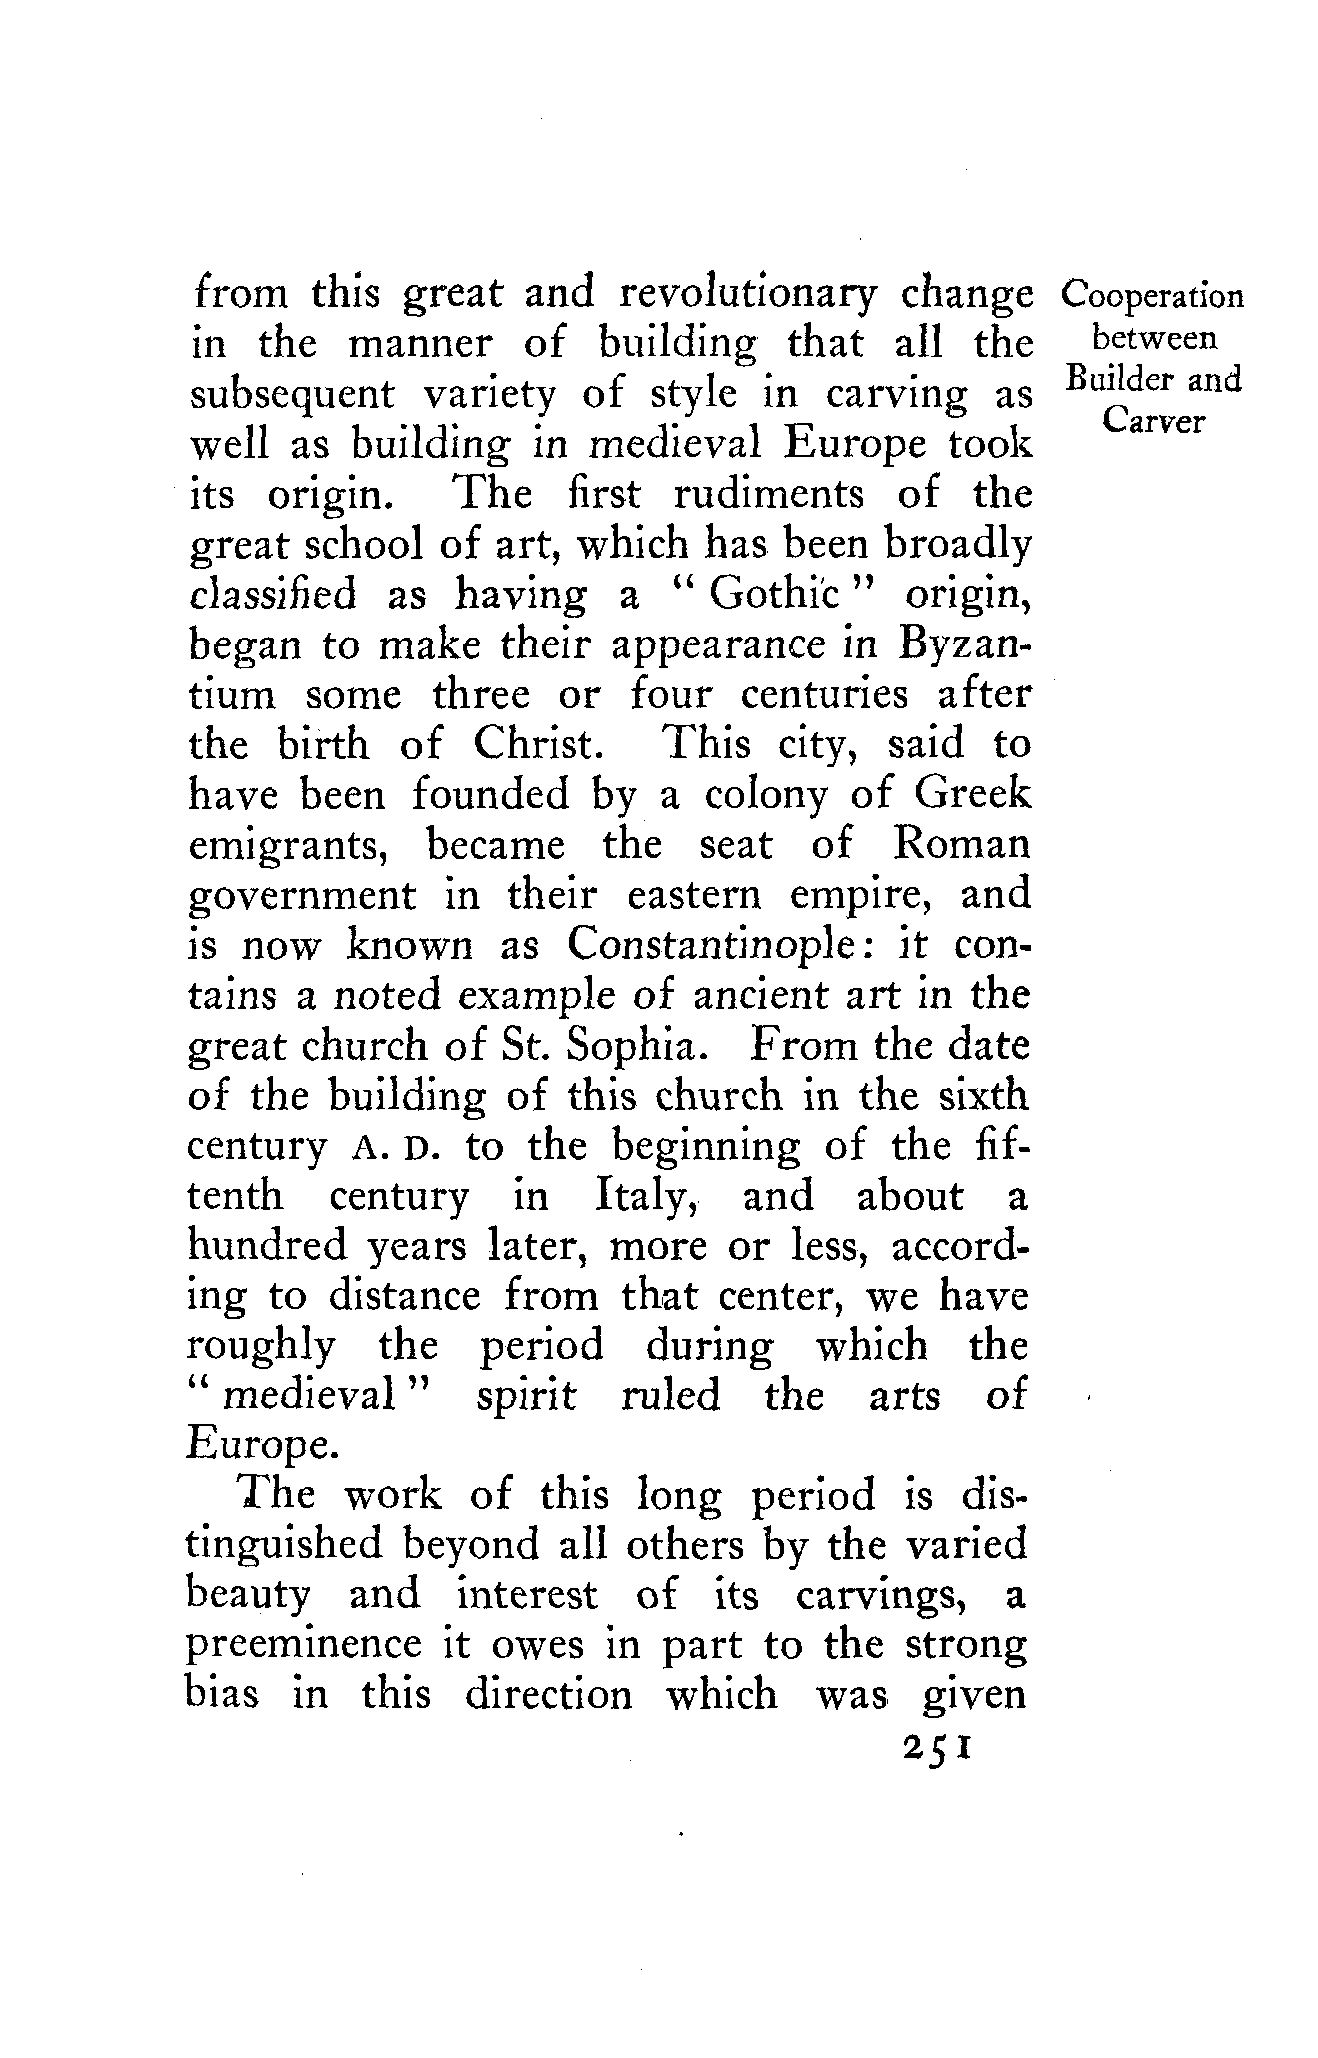 from this great and revolutionary change
in the manner of building that all the
subsequent variety of style in carving as
well as building in medieval Europe took
its origin. The first rudiments of the
great school of art, which has been broadly
classified as having a “ Gothic ” origin,
began to make their appearance in Byzan-
tium some three or four centuries after
the birth of Christ. This city, said to
have been founded by a colony of Greek
emigrants, became the seat of Roman
government in their eastern empire, and
is now known as Constantinople: it con-
tains a noted example of ancient art in the
great church of St. Sophia. From the date
of the building of this church in the sixth
century A. D. to the beginning of the fif-
tenth century in Italy, and about a
hundred years later, more or less, accord-
ing to distance from that center, we have
roughly the period during which the
“ medieval ” spirit ruled the arts of
Europe.
The work of this long period is dis-
tinguished beyond all others by the varied
beauty and interest of its carvings, a
preeminence it owes in part to the strong
bias in this direction which was given
251
Cooperation
between
Builder and
Carver